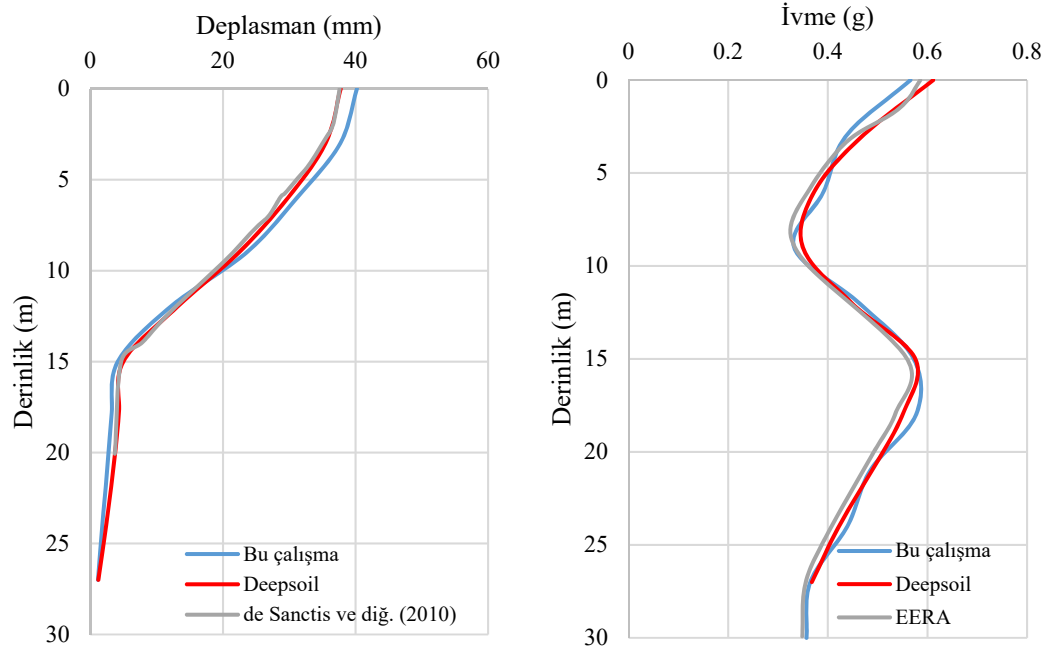 Deplasman (mm)
0 20 40 60
0
5
10
15
20
25
30
Derinlik (m)
Bu çalışma
Deepsoil
de Sanctis ve diğ. (2010)
İvme (g)
0 0.2 0.4 0.6 0.8
0
5
10
15
20
25
30
Derinlik (m)
Bu çalışma
Deepsoil
EERA